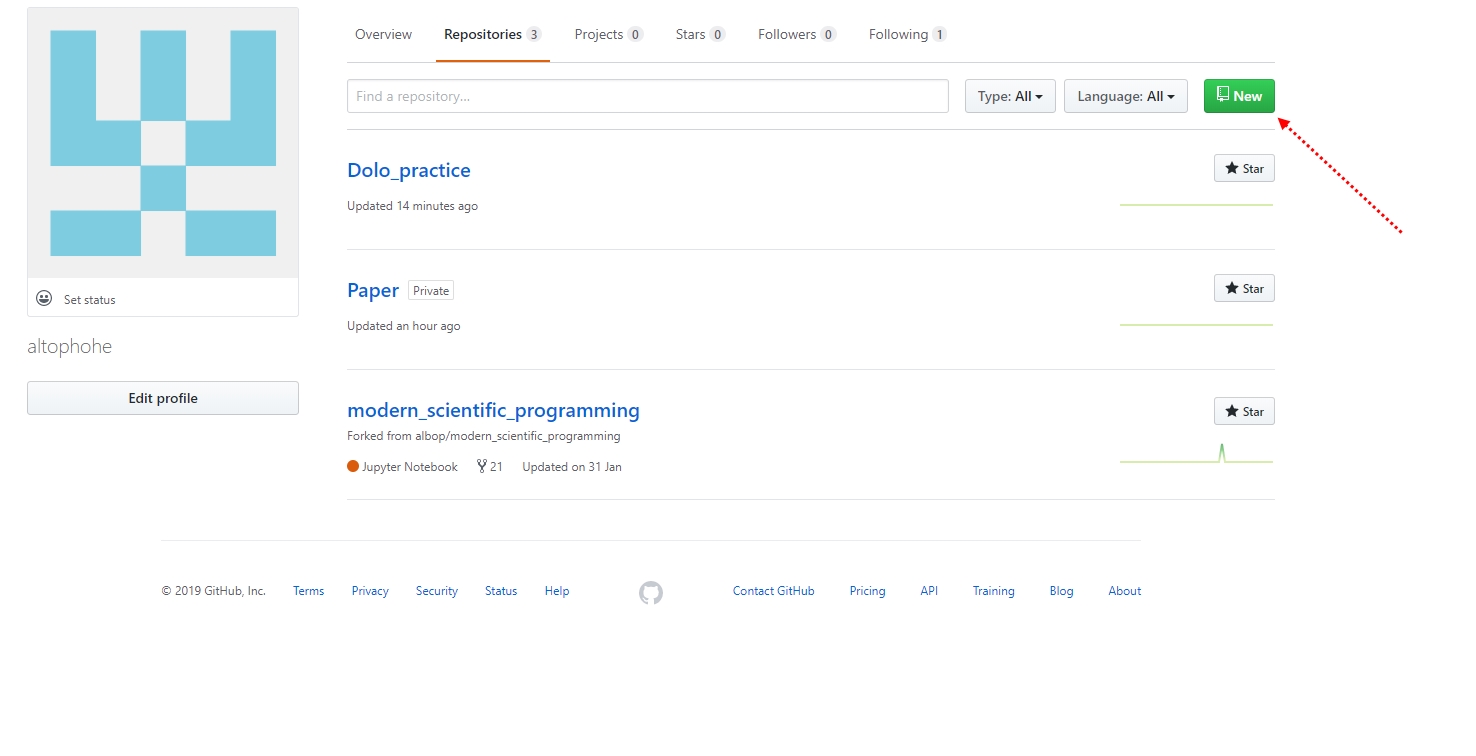 Overview Repositories 3 Projects 0 Stars 0 Followers 0 Following 1
Find a repository... Type: All Language: All New
Dolo_practice Star
Updated 14 minutes ago
Paper Private Star
Updated an hour ago
Set status
altophohe
Edit profile
modern_scientific_programming Star
Forked from albop/modern_scientific_programming
Jupyter Notebook 21 Updated on 31 Jan
© 2019 GitHub, Inc. Terms Privacy Security Status Help Contact GitHub Pricing API Training Blog About